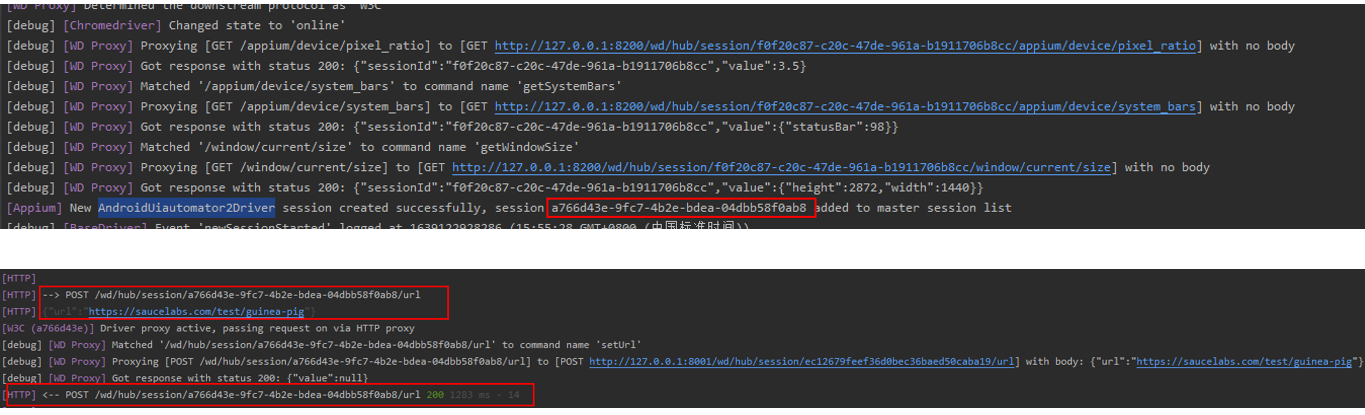 [WD Proxy] Determined the downstream protocol as 'W3C'
[debug] [Chromedriver] Changed state to 'online'
[debug] [WD Proxy] Proxying [GET /appium/device/pixel_ratio] to [GET http://127.0.0.1:8200/wd/hub/session/f0f20c87-c20c-47de-961a-b1911706b8cc/appium/device/pixel_ratio] with no body
[debug] [WD Proxy] Got response with status 200: {"sessionId":"f0f20c87-c20c-47de-961a-b1911706b8cc","value":3.5}
[debug] [WD Proxy] Matched '/appium/device/system_bars' to command name 'getSystemBars'
[debug] [WD Proxy] Proxying [GET /appium/device/system_bars] to [GET http://127.0.0.1:8200/wd/hub/session/f0f20c87-c20c-47de-961a-b1911706b8cc/appium/device/system_bars] with no body
[debug] [WD Proxy] Got response with status 200: {"sessionId":"f0f20c87-c20c-47de-961a-b1911706b8cc","value":{"statusBar":98}}
[debug] [WD Proxy] Matched '/window/current/size' to command name 'getWindowSize'
[debug] [WD Proxy] Proxying [GET /window/current/size] to [GET http://127.0.0.1:8200/wd/hub/session/f0f20c87-c20c-47de-961a-b1911706b8cc/window/current/size] with no body
[debug] [WD Proxy] Got response with status 200: {"sessionId":"f0f20c87-c20c-47de-961a-b1911706b8cc","value":{"height":2872,"width":1440}}
[Appium] New AndroidUiautomator2Driver session created successfully, session a766d43e-9fc7-4b2e-bdea-04dbb58f0ab8 added to master session list
[debug] [BaseDriver] Event 'newSessionStarted' logged at 1639122928286 (15:55:28 GMT+0800 (中国标准时间))
[HTTP]
[HTTP] --> POST /wd/hub/session/a766d43e-9fc7-4b2e-bdea-04dbb58f0ab8/url
[HTTP] {"url":"https://saucelabs.com/test/guinea-pig"}
[W3C (a766d43e)] Driver proxy active, passing request on via HTTP proxy
[debug] [WD Proxy] Matched '/wd/hub/session/a766d43e-9fc7-4b2e-bdea-04dbb58f0ab8/url' to command name 'setUrl'
[debug] [WD Proxy] Proxying [POST /wd/hub/session/a766d43e-9fc7-4b2e-bdea-04dbb58f0ab8/url] to [POST http://127.0.0.1:8001/wd/hub/session/ec12679feef36d0bec36baed50caba19/url] with body: {"url":"https://saucelabs.com/test/guinea-pig"}
[debug] [WD Proxy] Got response with status 200: {"value":null}
[HTTP] <-- POST /wd/hub/session/a766d43e-9fc7-4b2e-bdea-04dbb58f0ab8/url 200 1283 ms - 14